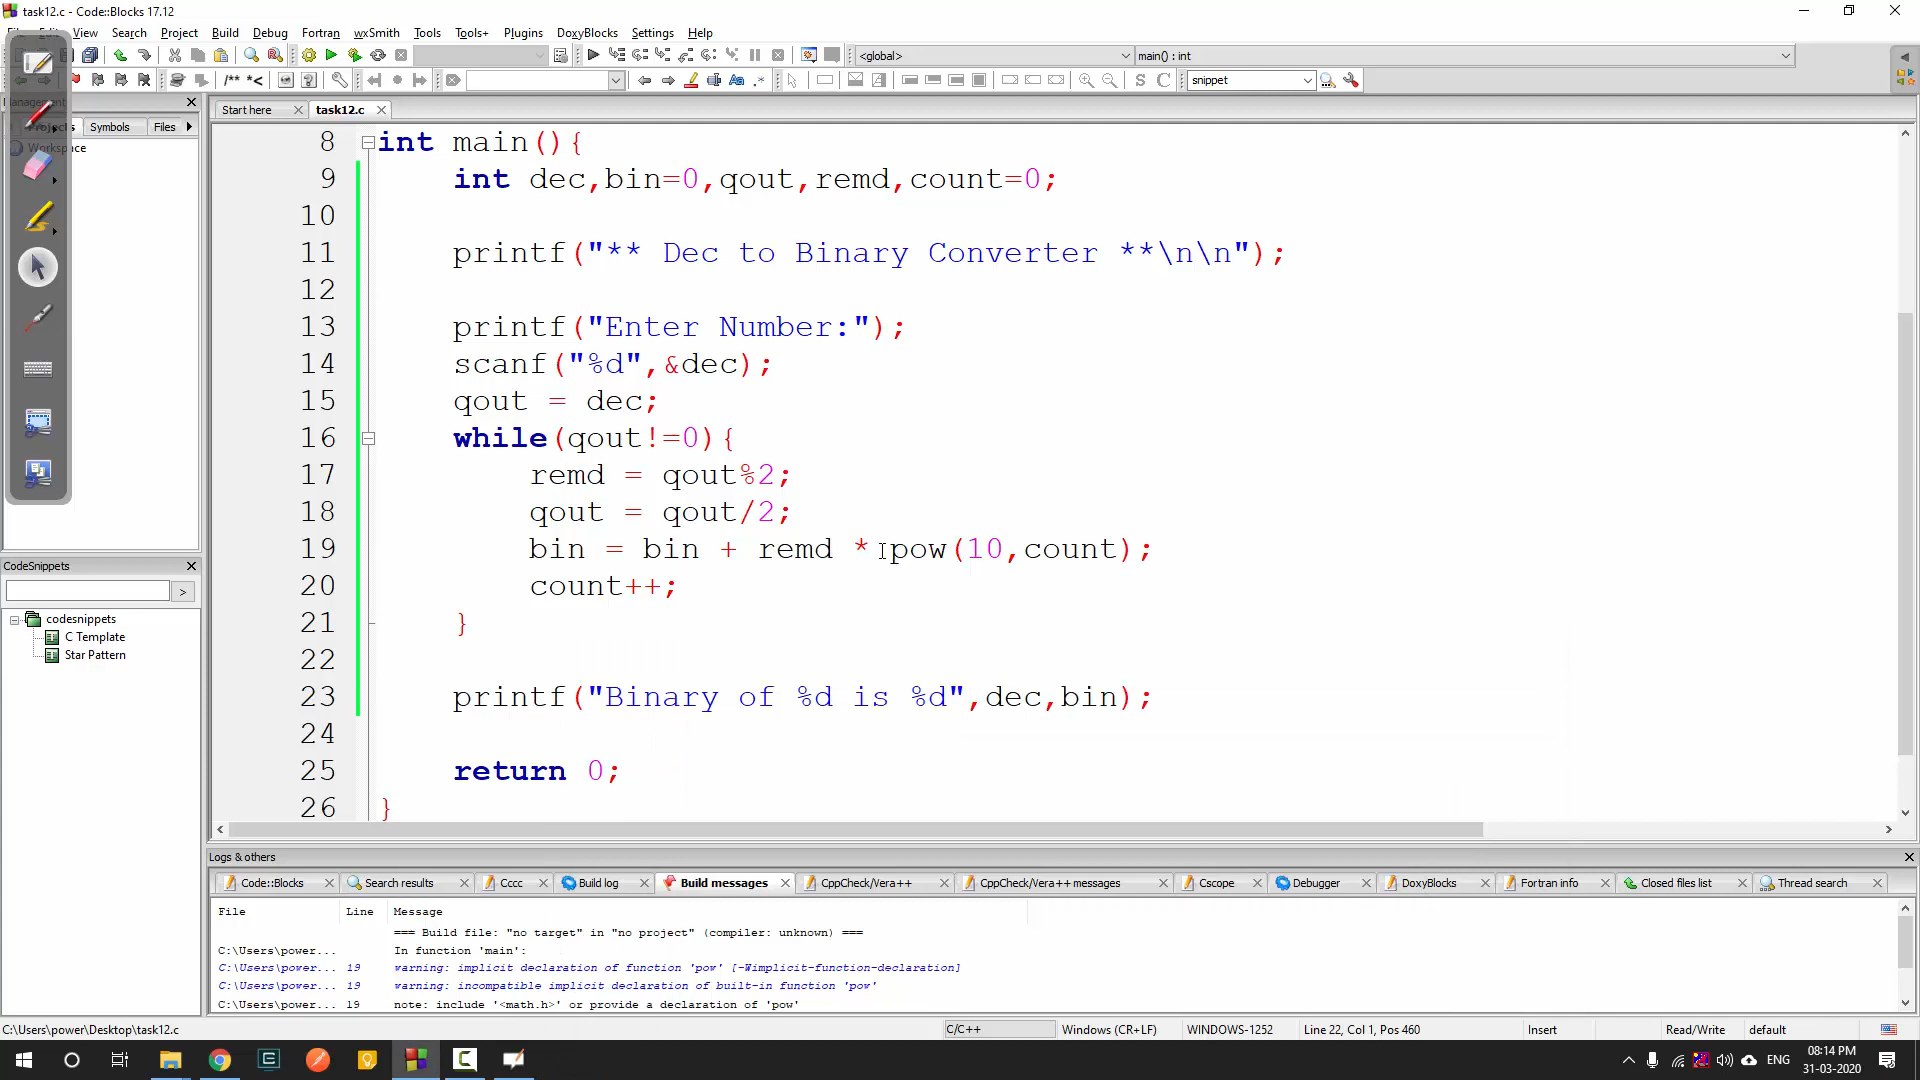 task12.c - Code::Blocks 17.12
View Search Project Build Debug Fortran wxSmith Tools Tools+ Plugins DoxyBlocks Settings Help
<global> main() : int
/** *< Aa .* S C snippet
Start here task12.c
Symbols Files
Workspace
8 int main(){
9 int dec,bin=0,qout,remd,count=0;
10
11 printf("** Dec to Binary Converter **\n\n");
12
13 printf("Enter Number:");
14 scanf("%d",&dec);
15 qout = dec;
16 while(qout!=0){
17 remd = qout%2;
18 qout = qout/2;
19 bin = bin + remd * pow(10,count);
20 count++;
21 }
22
23 printf("Binary of %d is %d",dec,bin);
24
25 return 0;
26 }
CodeSnippets
>
codesnippets
C Template
Star Pattern
Logs & others
Code::Blocks Search results Cccc Build log Build messages CppCheck/Vera++ CppCheck/Vera++ messages Cscope Debugger DoxyBlocks Fortran info Closed files list Thread search
File Line Message
=== Build file: "no target" in "no project" (compiler: unknown) ===
C:\Users\power... In function 'main':
C:\Users\power... 19 warning: implicit declaration of function 'pow' [-Wimplicit-function-declaration]
C:\Users\power... 19 warning: incompatible implicit declaration of built-in function 'pow'
C:\Users\power... 19 note: include '<math.h>' or provide a declaration of 'pow'
C:\Users\power\Desktop\task12.c C/C++ Windows (CR+LF) WINDOWS-1252 Line 22, Col 1, Pos 460 Insert Read/Write default
ENG 08:14 PM
31-03-2020